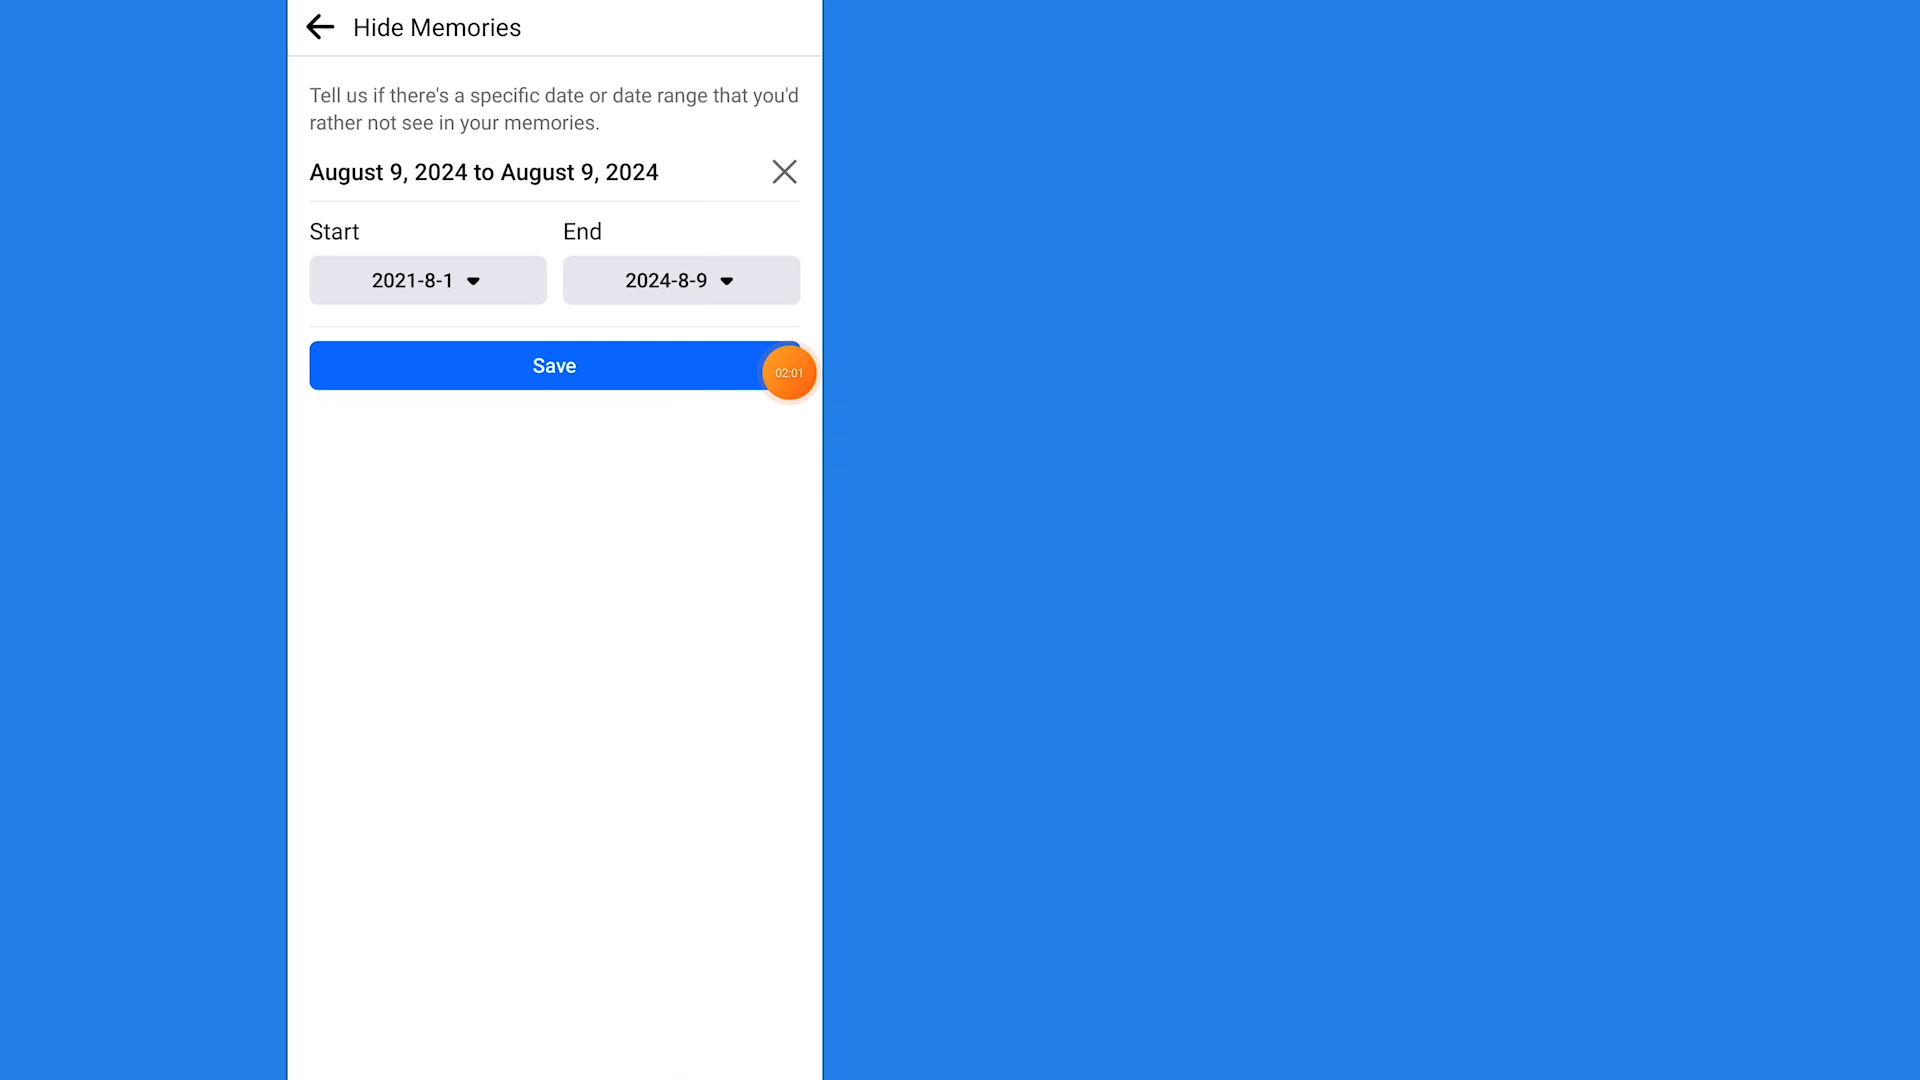 Hide Memories
Tell us if there's a specific date or date range that you'd
rather not see in your memories.
August 9, 2024 to August 9, 2024
Start End
2021-8-1 2024-8-9
Save
02:01